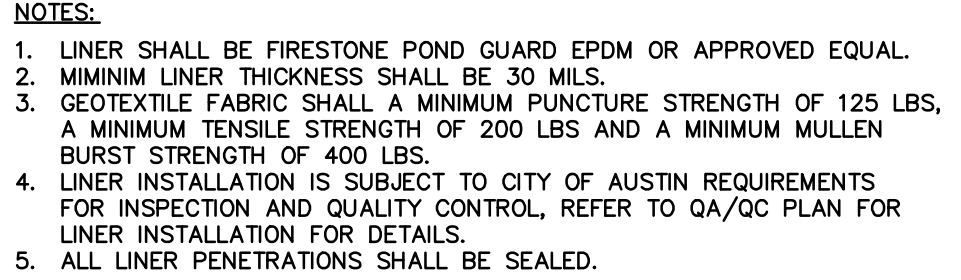 NOTES:
1. LINER SHALL BE FIRESTONE POND GUARD EPDM OR APPROVED EQUAL.
2. MIMINIM LINER THICKNESS SHALL BE 30 MILS.
3. GEOTEXTILE FABRIC SHALL A MINIMUM PUNCTURE STRENGTH OF 125 LBS,
A MINIMUM TENSILE STRENGTH OF 200 LBS AND A MINIMUM MULLEN
BURST STRENGTH OF 400 LBS.
4. LINER INSTALLATION IS SUBJECT TO CITY OF AUSTIN REQUIREMENTS
FOR INSPECTION AND QUALITY CONTROL, REFER TO QA/QC PLAN FOR
LINER INSTALLATION FOR DETAILS.
5. ALL LINER PENETRATIONS SHALL BE SEALED.